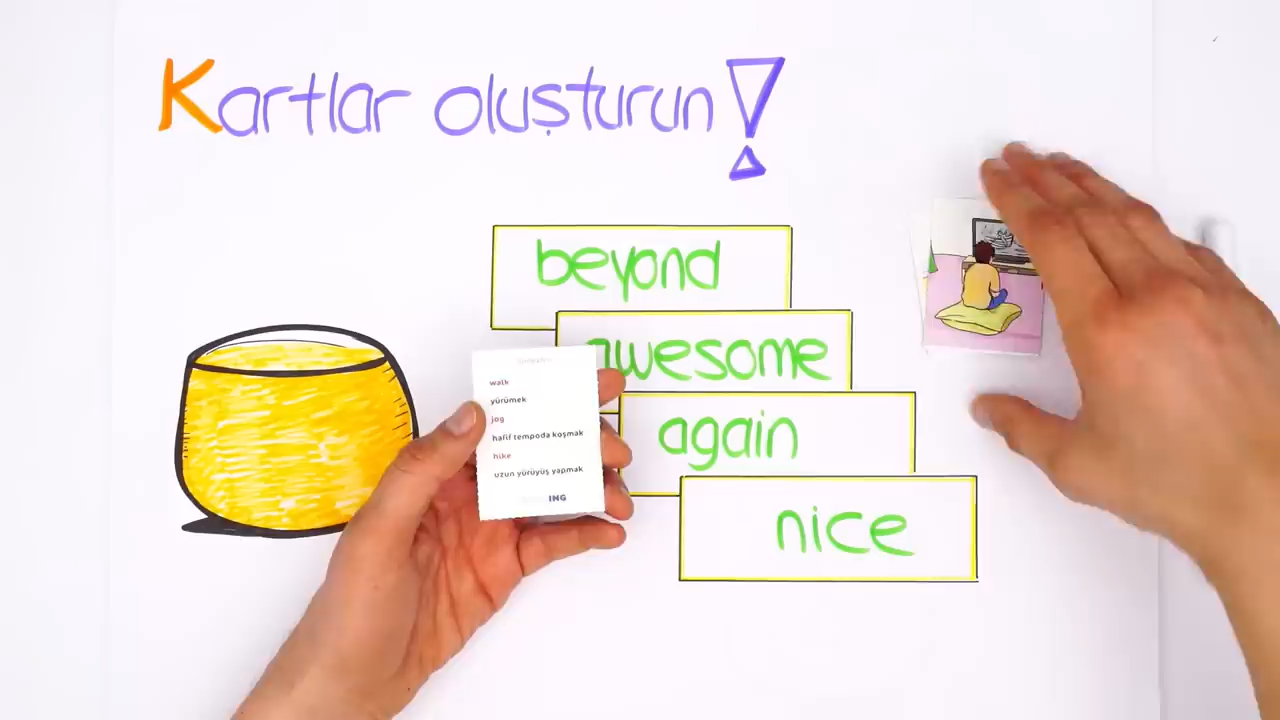 Kartlar oluşturun!
beyond
awesome
again
nice
walk
yürümek
jog
hafif tempoda koşmak
hike
uzun yürüyüş yapmak
ING